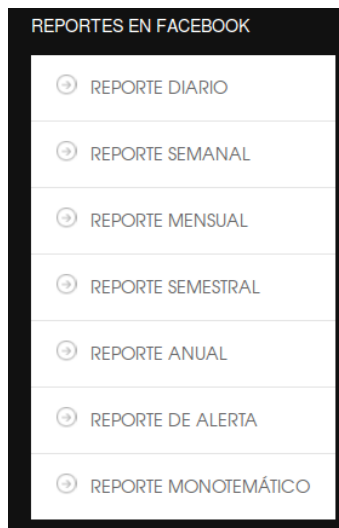 REPORTES EN FACEBOOK
REPORTE DIARIO
REPORTE SEMANAL
REPORTE MENSUAL
REPORTE SEMESTRAL
REPORTE ANUAL
REPORTE DE ALERTA
REPORTE MONOTEMÁTICO